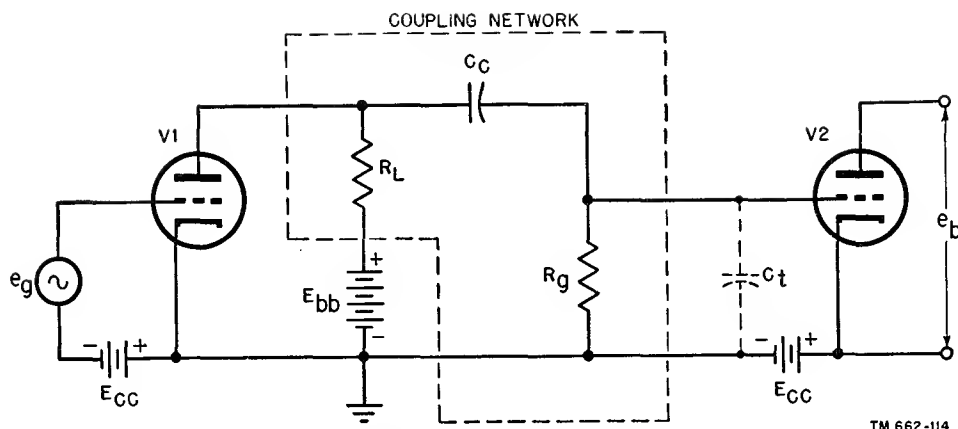 COUPLING NETWORK
CC
V1
RL
V2
eg
- +
ECC
+
Ebb
-
Rg
Ct
- +
ECC
eb
TM 662-114